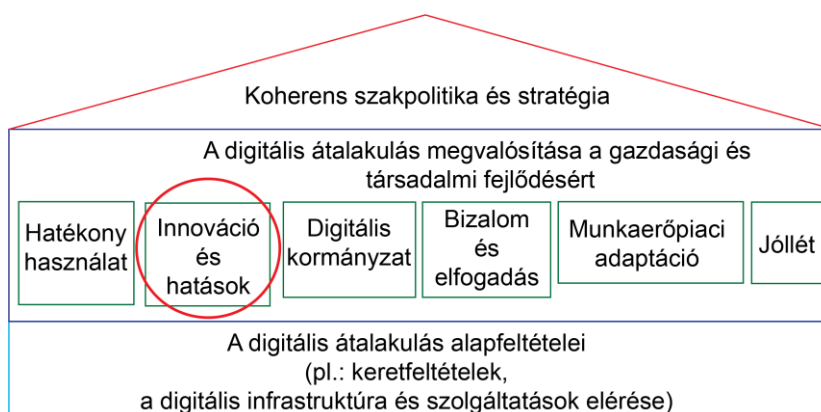 Koherens szakpolitika és stratégia
A digitális átalakulás megvalósítása a gazdasági és
társadalmi fejlődésért
Hatékony
használat
Innováció
és
hatások
Digitális
kormányzat
Bizalom
és
elfogadás
Munkaerőpiaci
adaptáció
Jóllét
A digitális átalakulás alapfeltételei
(pl.: keretfeltételek,
a digitális infrastruktúra és szolgáltatások elérése)